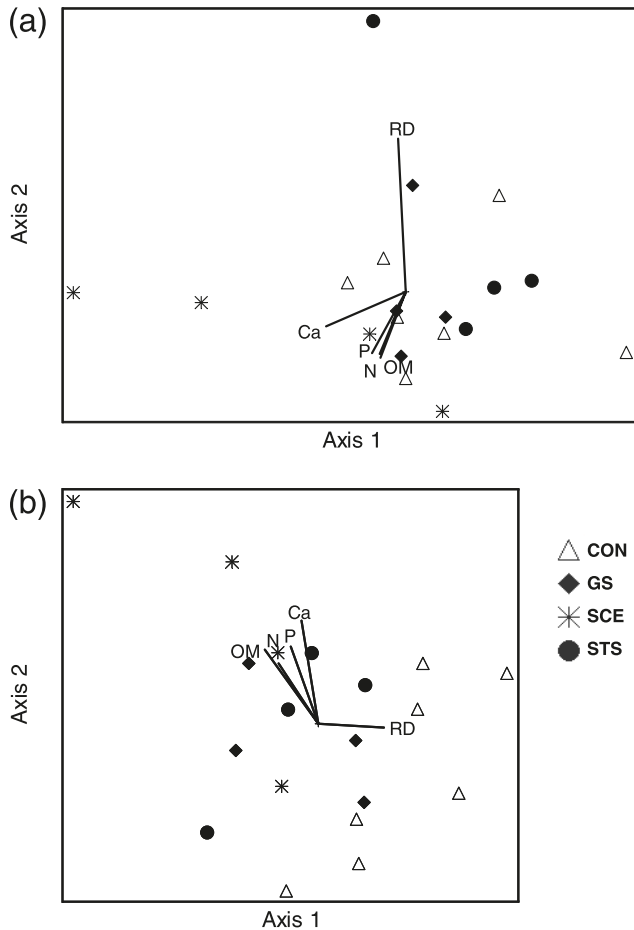 (a)
Axis 2
RD
Ca
P
N OM
Axis 1
(b)
Axis 2
Ca
N P
OM
RD
Axis 1
CON
GS
SCE
STS